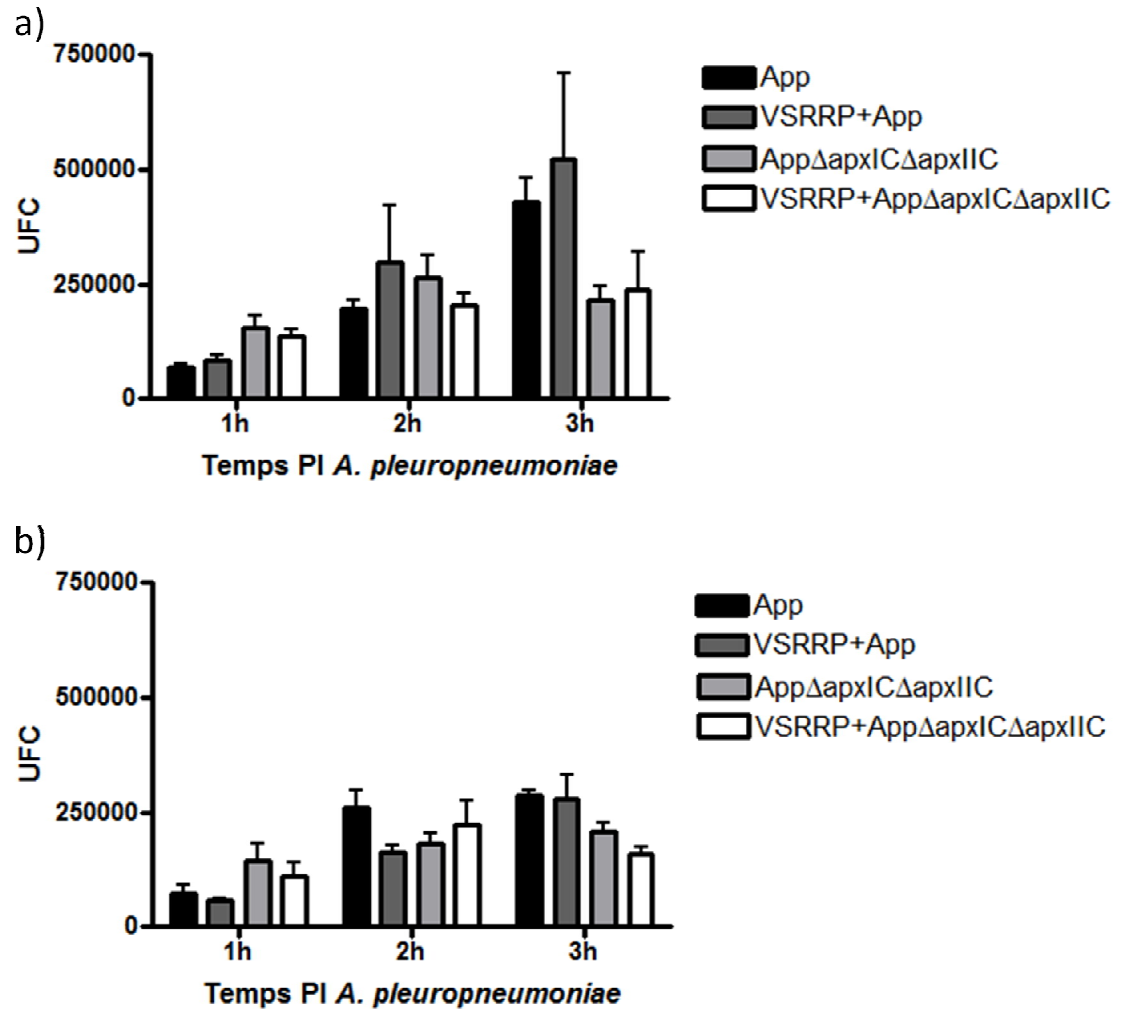 a)
750000
500000
250000
0
UFC
1h 2h 3h
Temps PI A. pleuropneumoniae
App
VSRRP+App
AppΔapxICΔapxIIC
VSRRP+AppΔapxICΔapxIIC
b)
750000
500000
250000
0
UFC
1h 2h 3h
Temps PI A. pleuropneumoniae
App
VSRRP+App
AppΔapxICΔapxIIC
VSRRP+AppΔapxICΔapxIIC